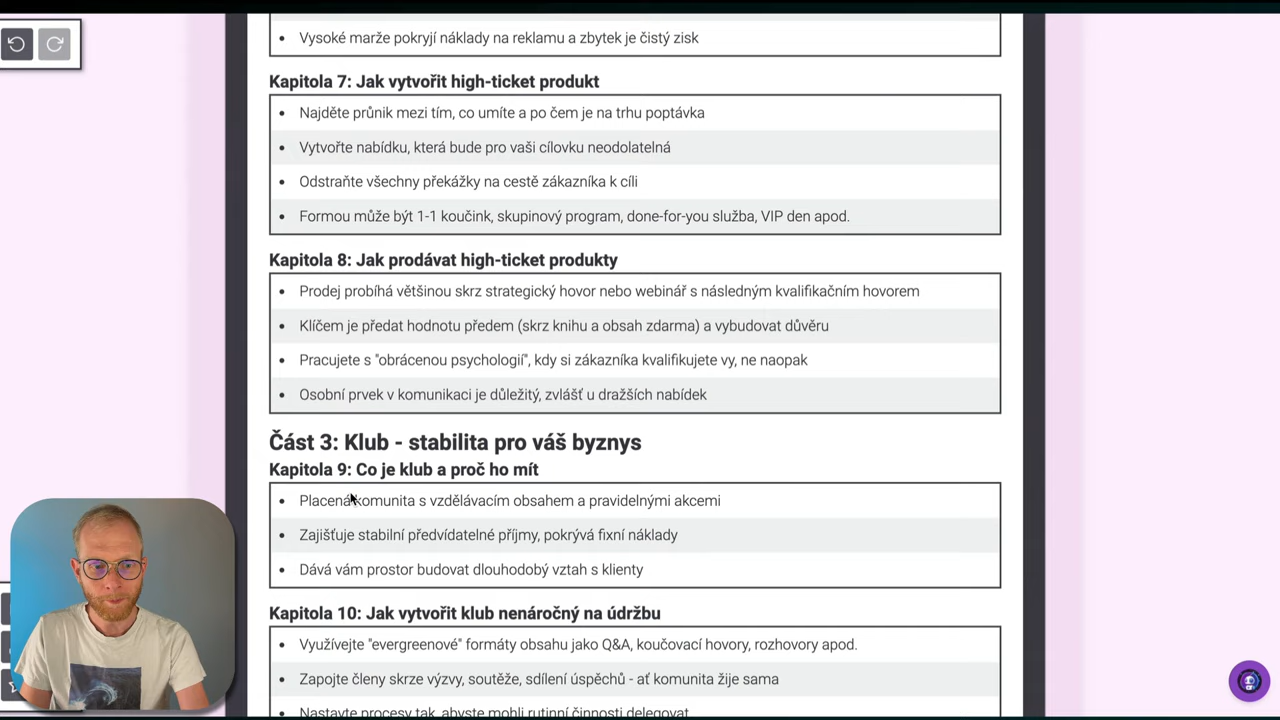 Vysoké marže pokryjí náklady na reklamu a zbytek je čistý zisk
Kapitola 7: Jak vytvořit high-ticket produkt
Najděte průnik mezi tím, co umíte a po čem je na trhu poptávka
Vytvořte nabídku, která bude pro vaši cílovku neodolatelná
Odstraňte všechny překážky na cestě zákazníka k cíli
Formou může být 1-1 koučink, skupinový program, done-for-you služba, VIP den apod.
Kapitola 8: Jak prodávat high-ticket produkty
Prodej probíhá většinou skrz strategický hovor nebo webinář s následným kvalifikačním hovorem
Klíčem je předat hodnotu předem (skrz knihu a obsah zdarma) a vybudovat důvěru
Pracujete s "obrácenou psychologií", kdy si zákazníka kvalifikujete vy, ne naopak
Osobní prvek v komunikaci je důležitý, zvlášť u dražších nabídek
Část 3: Klub - stabilita pro váš byznys
Kapitola 9: Co je klub a proč ho mít
Placená komunita s vzdělávacím obsahem a pravidelnými akcemi
Zajišťuje stabilní předvídatelné příjmy, pokrývá fixní náklady
Dává vám prostor budovat dlouhodobý vztah s klienty
Kapitola 10: Jak vytvořit klub nenáročný na údržbu
Využívejte "evergreenové" formáty obsahu jako Q&A, koučovací hovory, rozhovory apod.
Zapojte členy skrze výzvy, soutěže, sdílení úspěchů - ať komunita žije sama
Nastavte procesy tak, abyste mohli rutinní činnosti delegovat